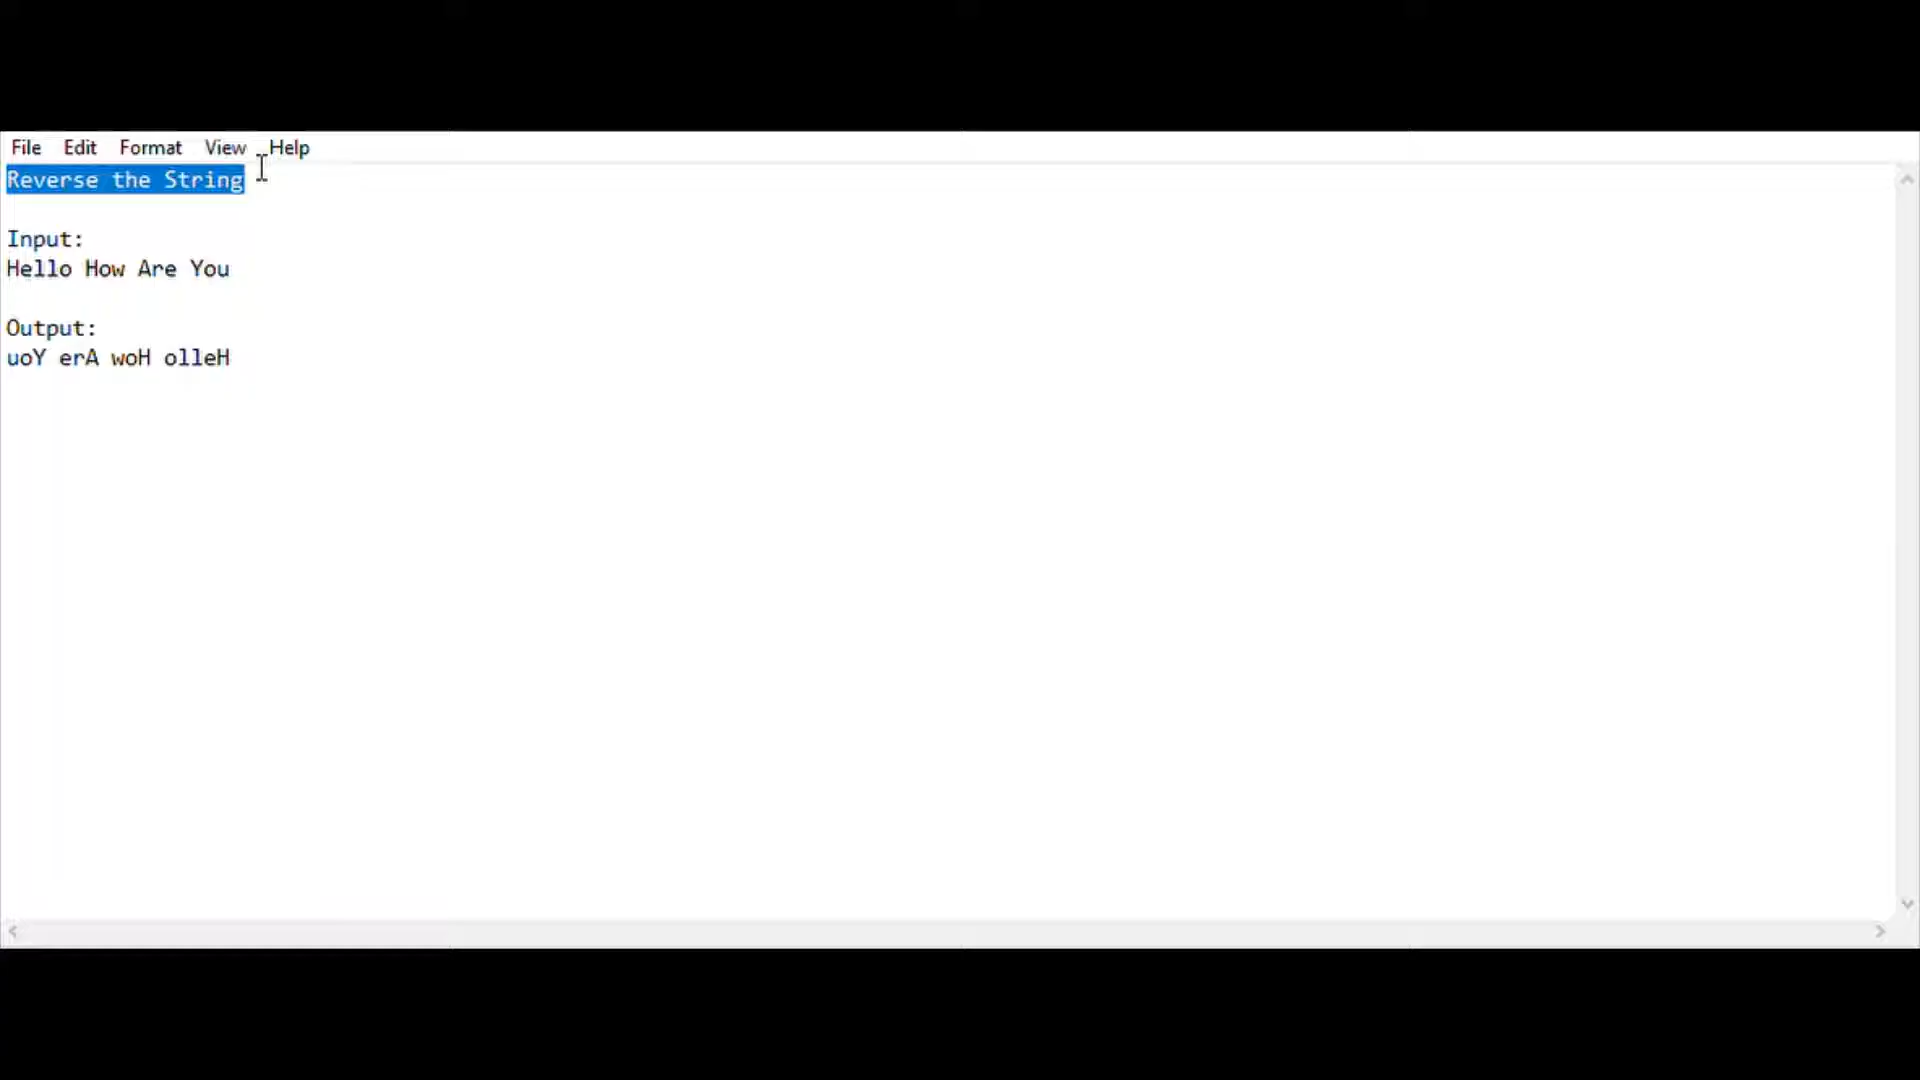 File Edit Format View Help
Reverse the String
Input:
Hello How Are You
Output:
uoY erA woH olleH